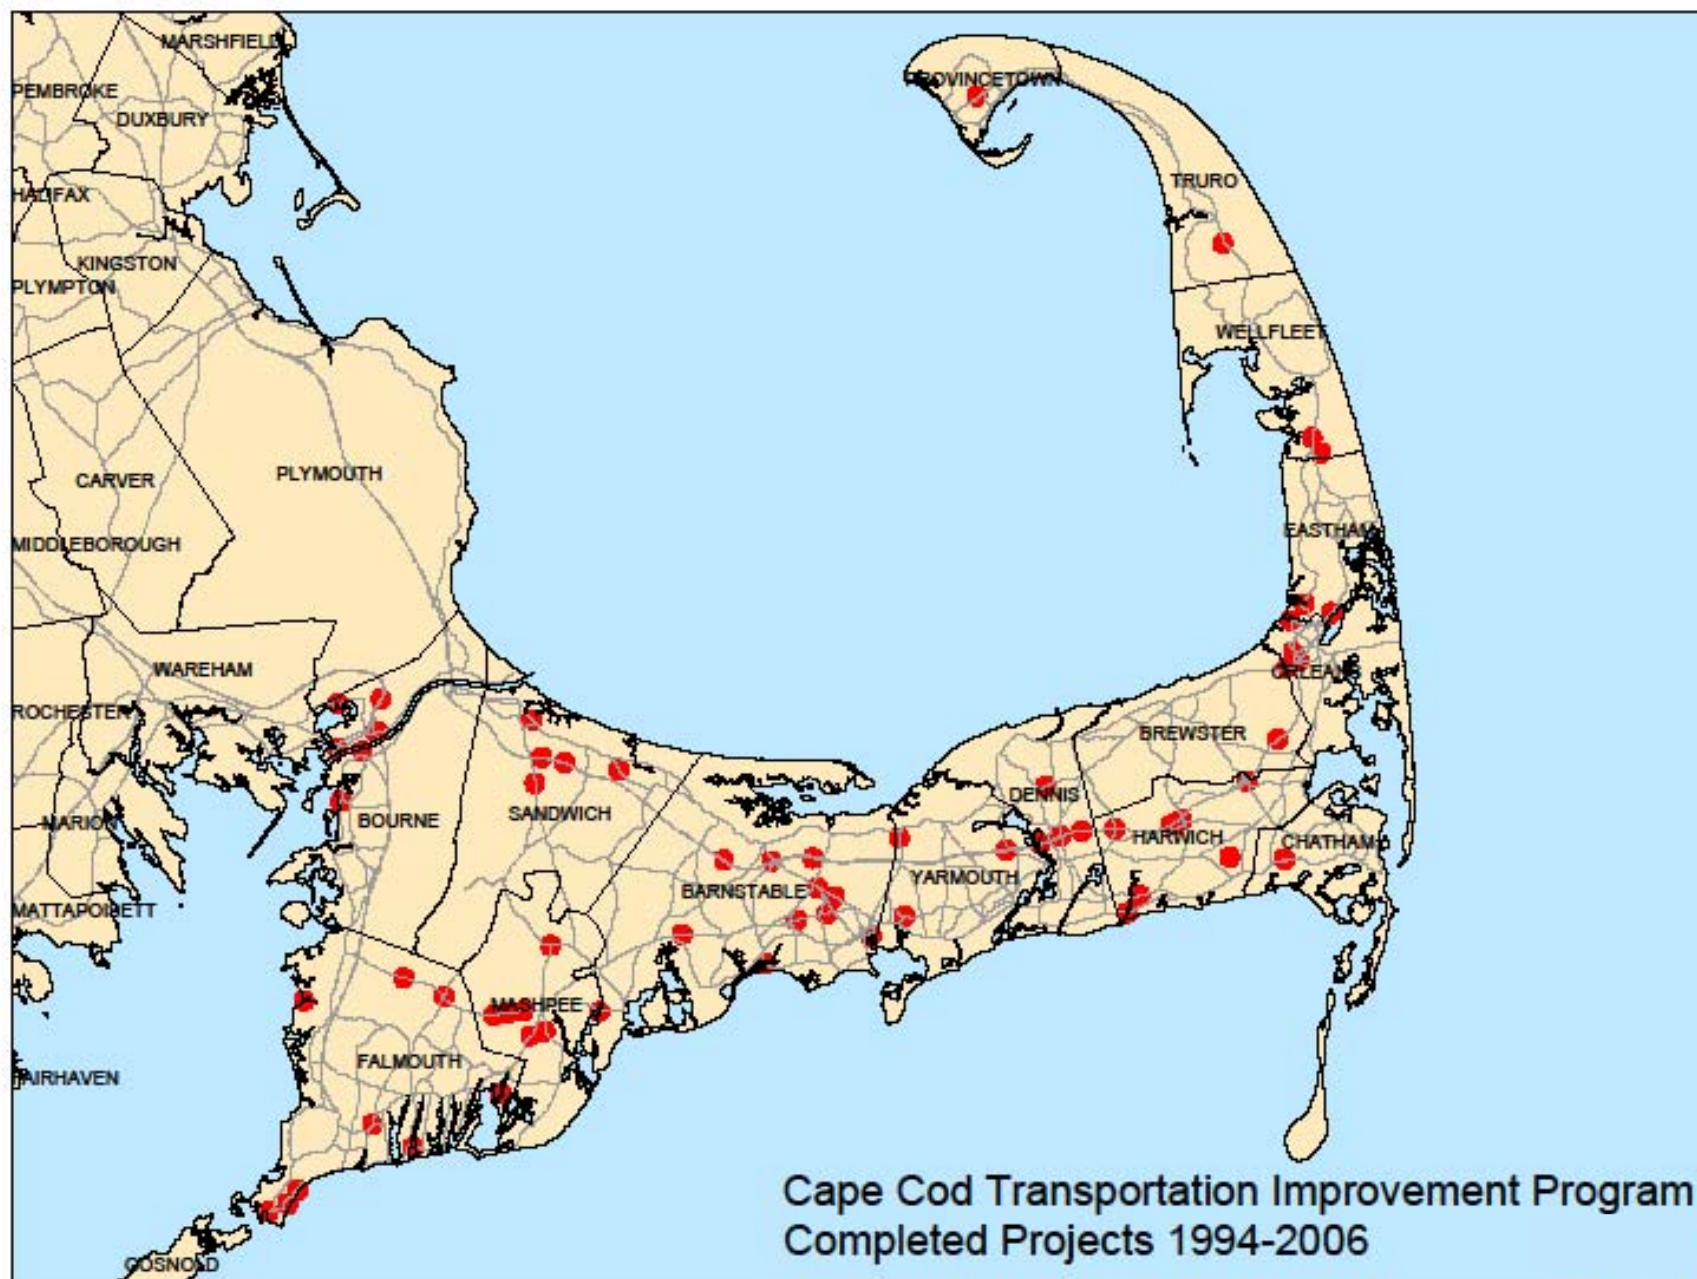 MARSHFIELD
PROVINCETOWN
PEMBROKE
DUXBURY
TRURO
HALIFAX
KINGSTON
PLYMPTON
WELLFLEET
PLYMOUTH
CARVER
EASTHAM
MIDDLEBOROUGH
WAREHAM
ORLEANS
ROCHESTER
BREWSTER
DENNIS
SANDWICH
BOURNE
MARION
HARWICH
CHATHAM
YARMOUTH
BARNSTABLE
MATTAPOISETT
MASHPEE
FALMOUTH
FAIRHAVEN
Cape Cod Transportation Improvement Program
Completed Projects 1994-2006
GOSNOLD